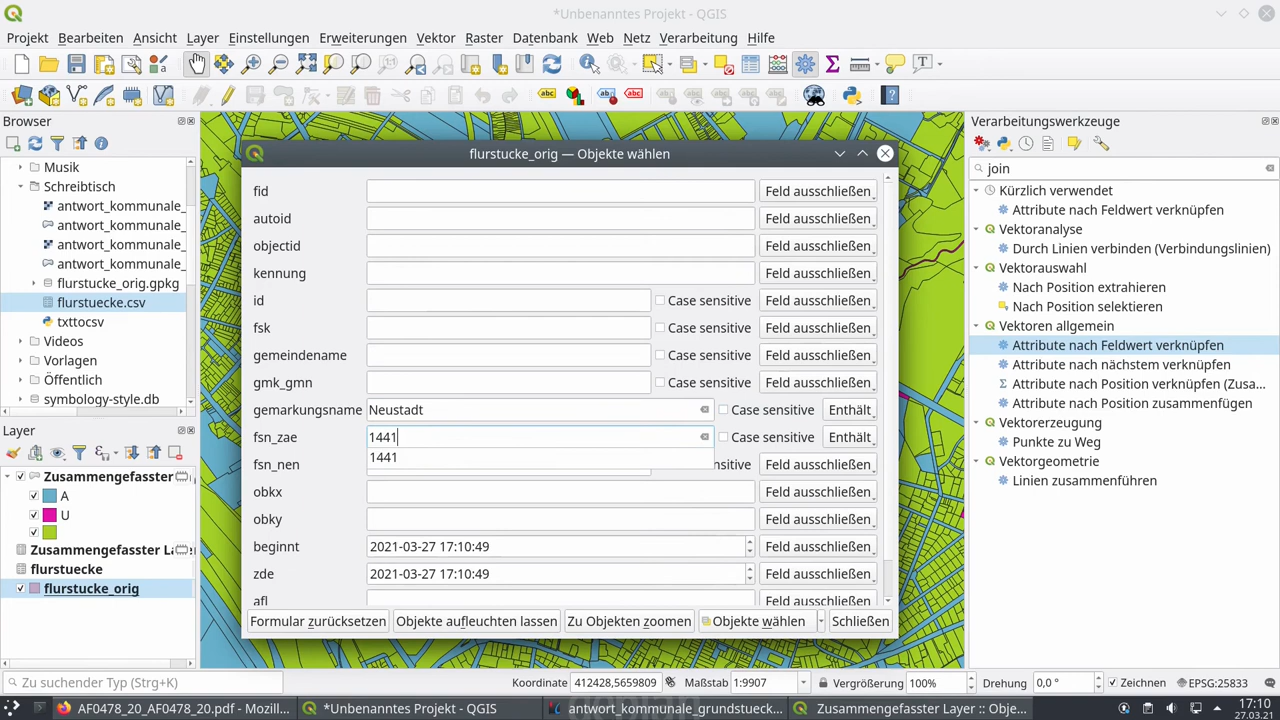 *Unbenanntes Projekt - QGIS
Projekt Bearbeiten Ansicht Layer Einstellungen Erweiterungen Vektor Raster Datenbank Web Netz Verarbeitung Hilfe
Browser
Musik
Schreibtisch
antwort_kommunale_
antwort_kommunale_
antwort_kommunale_
antwort_kommunale_
flurstucke_orig.gpkg
flurstuecke.csv
txttocsv
Videos
Vorlagen
Öffentlich
symbology-style.db
Layer
Zusammengefasster
A
U
Zusammengefasster La
flurstuecke
flurstucke_orig
flurstucke_orig — Objekte wählen
fid Feld ausschließen
autoid Feld ausschließen
objectid Feld ausschließen
kennung Feld ausschließen
id Case sensitive Feld ausschließen
fsk Case sensitive Feld ausschließen
gemeindename Case sensitive Feld ausschließen
gmk_gmn Case sensitive Feld ausschließen
gemarkungsname Neustadt Case sensitive Enthält
fsn_zae 1441 Case sensitive Enthält
1441
fsn_nen nsitive Feld ausschließen
obkx Feld ausschließen
obky Feld ausschließen
beginnt 2021-03-27 17:10:49 Feld ausschließen
zde 2021-03-27 17:10:49 Feld ausschließen
afl Feld ausschließen
Formular zurücksetzen Objekte aufleuchten lassen Zu Objekten zoomen Objekte wählen Schließen
Verarbeitungswerkzeuge
join
Kürzlich verwendet
Attribute nach Feldwert verknüpfen
Vektoranalyse
Durch Linien verbinden (Verbindungslinien)
Vektorauswahl
Nach Position extrahieren
Nach Position selektieren
Vektoren allgemein
Attribute nach Feldwert verknüpfen
Attribute nach nächstem verknüpfen
Attribute nach Position verknüpfen (Zusa...
Attribute nach Position zusammenfügen
Vektorerzeugung
Punkte zu Weg
Vektorgeometrie
Linien zusammenführen
Zu suchender Typ (Strg+K) Koordinate 412428,5659809 Maßstab 1:9907 Vergrößerung 100% Drehung 0,0 ° Zeichnen EPSG:25833
AF0478_20_AF0478_20.pdf - Mozill... *Unbenanntes Projekt - QGIS antwort_kommunale_grundstuecke... Zusammengefasster Layer :: Obje... 17:10
27.03.21